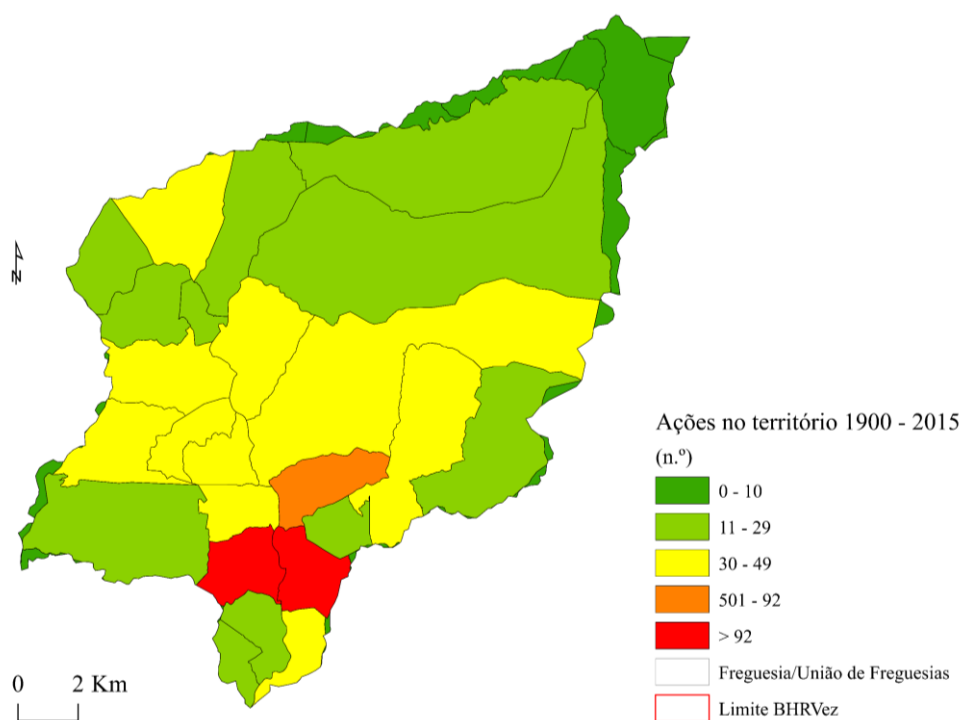 N
Ações no território 1900 - 2015
(n.º)
0 - 10
11 - 29
30 - 49
501 - 92
> 92
Freguesia/União de Freguesias
Limite BHRVez
0 2 Km